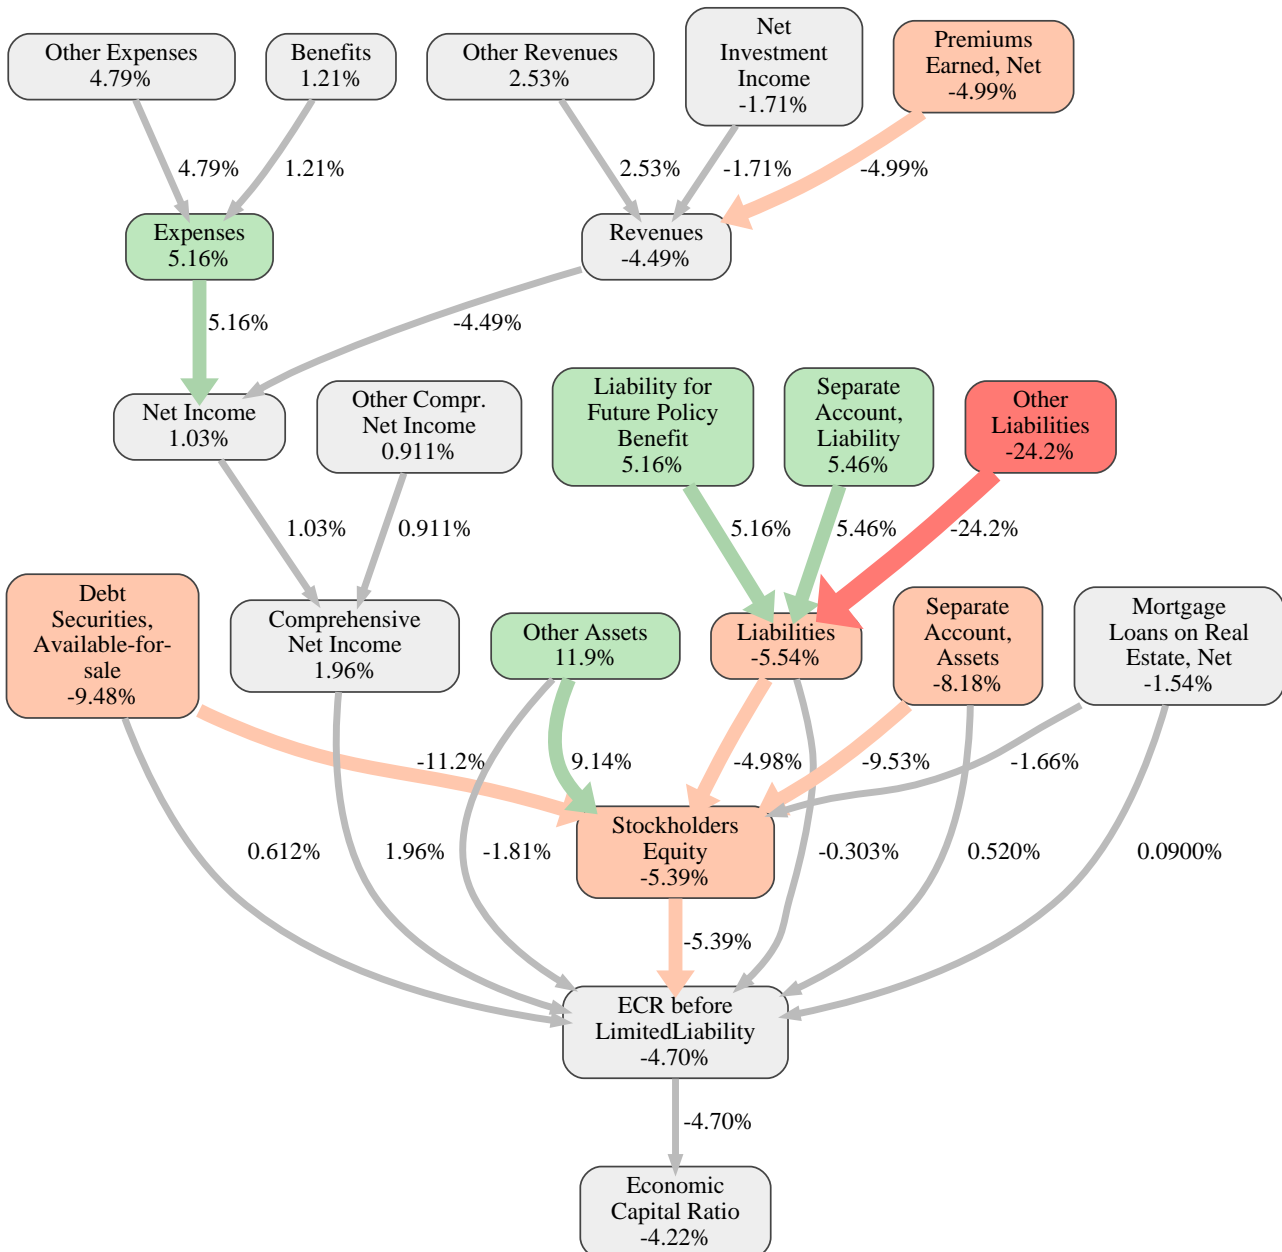 Other Expenses
4.79%
Benefits
1.21%
Other Revenues
2.53%
Net
Investment
Income
-1.71%
Premiums
Earned, Net
-4.99%
4.79%
1.21%
2.53%
-1.71%
-4.99%
Expenses
5.16%
Revenues
-4.49%
5.16%
-4.49%
Net Income
1.03%
Other Compr.
Net Income
0.911%
Liability for
Future Policy
Benefit
5.16%
Separate
Account,
Liability
5.46%
Other
Liabilities
-24.2%
1.03%
0.911%
5.16%
5.46%
-24.2%
Debt
Securities,
Available-for-
sale
-9.48%
Comprehensive
Net Income
1.96%
Other Assets
11.9%
Liabilities
-5.54%
Separate
Account,
Assets
-8.18%
Mortgage
Loans on Real
Estate, Net
-1.54%
-11.2%
9.14%
-4.98%
-9.53%
-1.66%
Stockholders
Equity
-5.39%
0.612%
1.96%
-1.81%
-0.303%
0.520%
0.0900%
-5.39%
ECR before
LimitedLiability
-4.70%
-4.70%
Economic
Capital Ratio
-4.22%